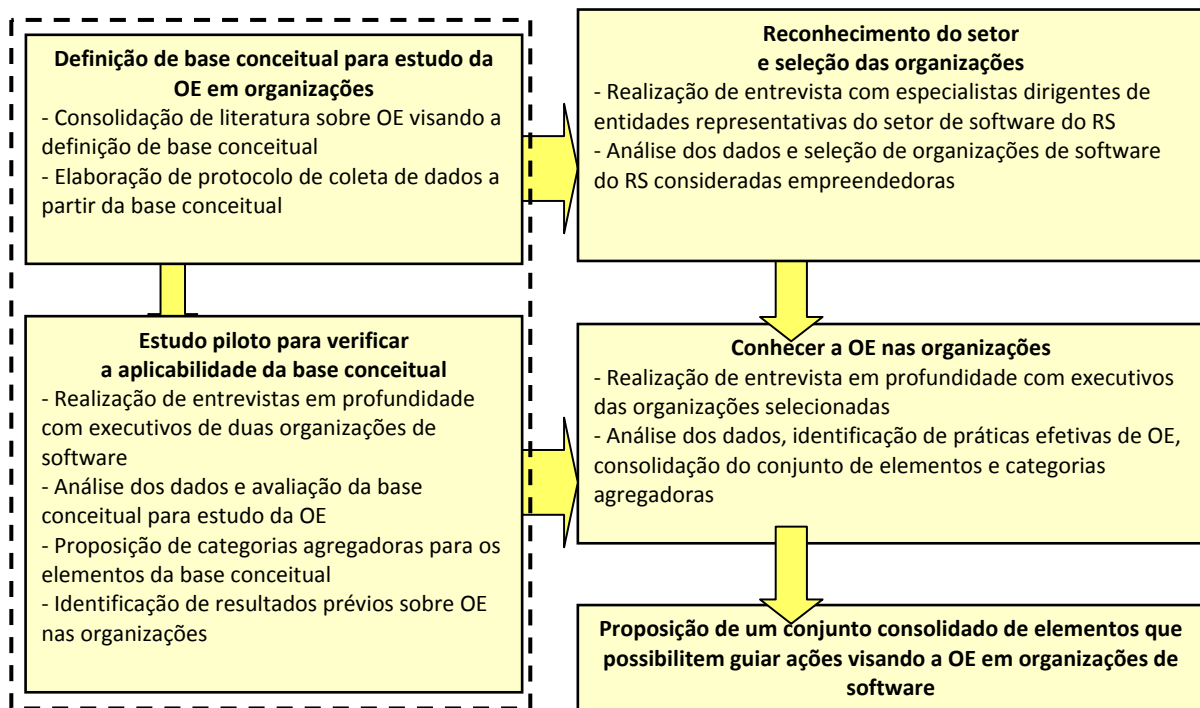 Definição de base conceitual para estudo da
OE em organizações
- Consolidação de literatura sobre OE visando a
definição de base conceitual
- Elaboração de protocolo de coleta de dados a
partir da base conceitual
Reconhecimento do setor
e seleção das organizações
- Realização de entrevista com especialistas dirigentes de
entidades representativas do setor de software do RS
- Análise dos dados e seleção de organizações de software
do RS consideradas empreendedoras
Estudo piloto para verificar
a aplicabilidade da base conceitual
- Realização de entrevistas em profundidade
com executivos de duas organizações de
software
- Análise dos dados e avaliação da base
conceitual para estudo da OE
- Proposição de categorias agregadoras para os
elementos da base conceitual
- Identificação de resultados prévios sobre OE
nas organizações
Conhecer a OE nas organizações
- Realização de entrevista em profundidade com executivos
das organizações selecionadas
- Análise dos dados, identificação de práticas efetivas de OE,
consolidação do conjunto de elementos e categorias
agregadoras
Proposição de um conjunto consolidado de elementos que
possibilitem guiar ações visando a OE em organizações de
software